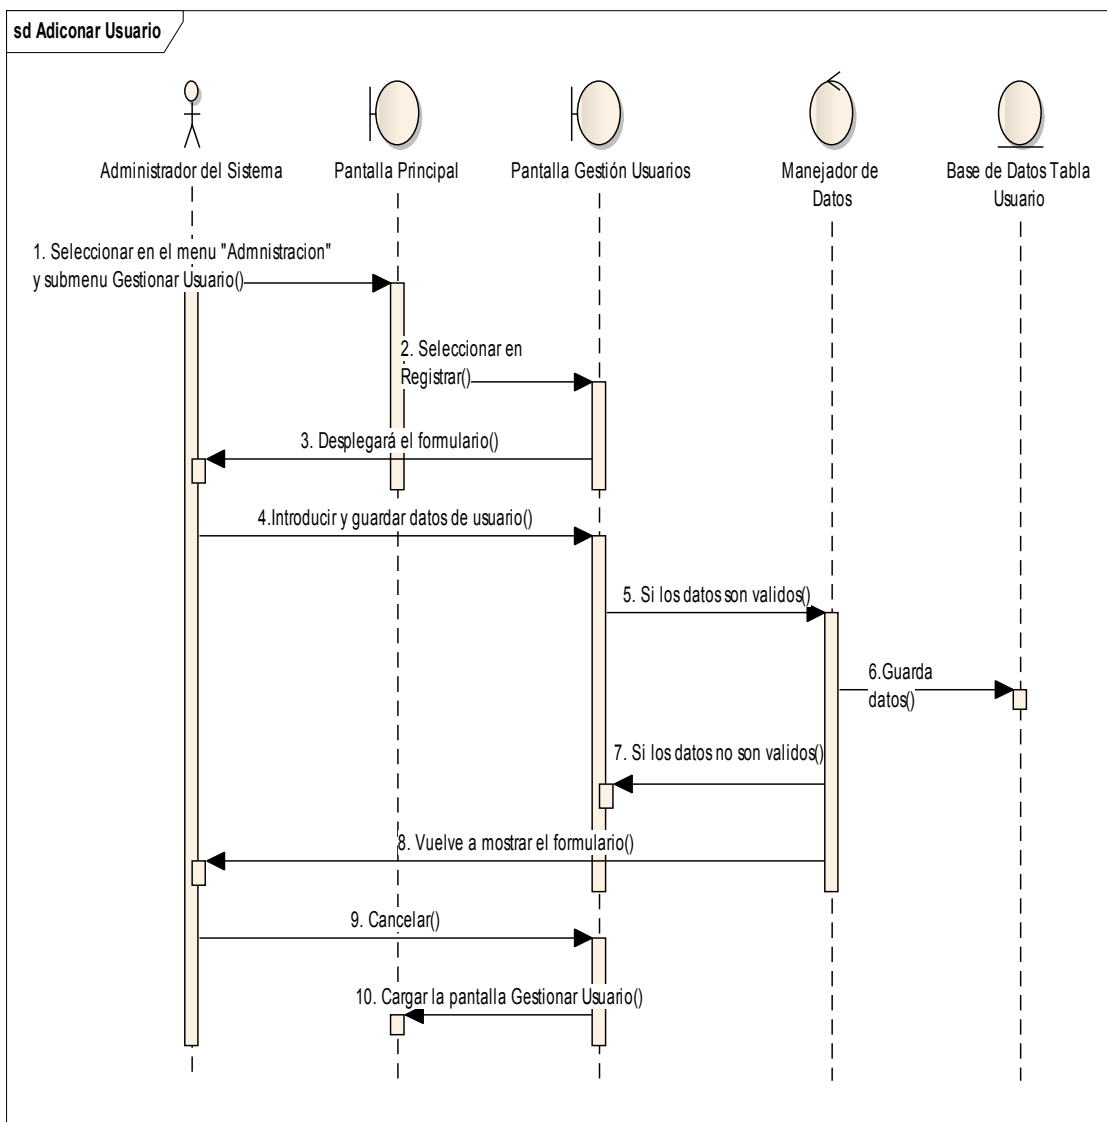 sd Adiconar Usuario
Administrador del Sistema
Pantalla Principal
Pantalla Gestión Usuarios
Manejador de
Datos
Base de Datos Tabla
Usuario
1. Seleccionar en el menu "Admnistracion"
y submenu Gestionar Usuario()
2. Seleccionar en
Registrar()
3. Desplegará el formulario()
4.Introducir y guardar datos de usuario()
5. Si los datos son validos()
6.Guarda
datos()
7. Si los datos no son validos()
8. Vuelve a mostrar el formulario()
9. Cancelar()
10. Cargar la pantalla Gestionar Usuario()